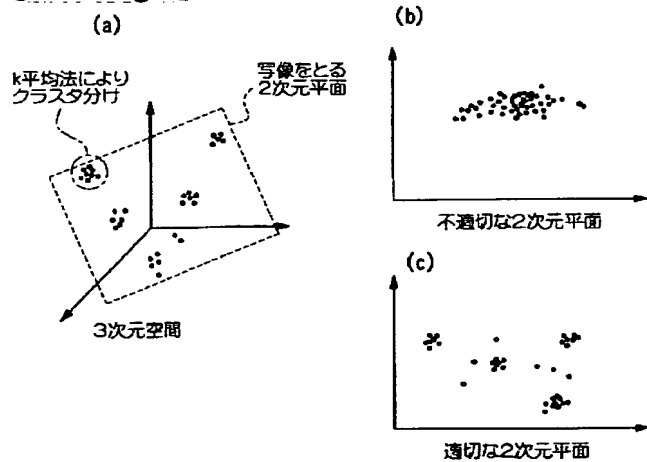 (a)
k平均法により
クラスタ分け
写像をとる
2次元平面
3次元空間
(b)
不適切な2次元平面
(c)
適切な2次元平面